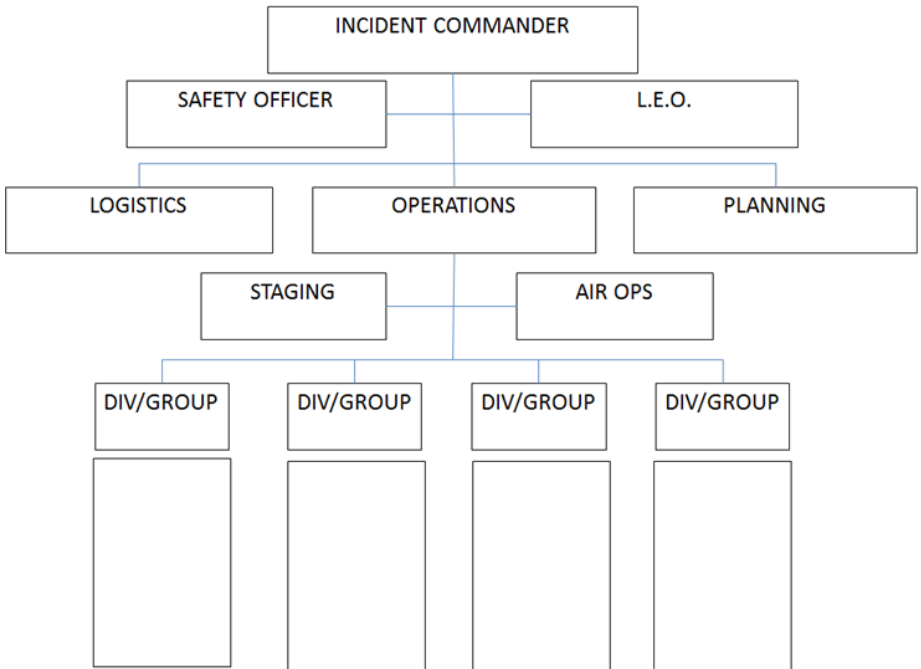 INCIDENT COMMANDER
SAFETY OFFICER
L.E.O.
LOGISTICS
OPERATIONS
PLANNING
STAGING
AIR OPS
DIV/GROUP
DIV/GROUP
DIV/GROUP
DIV/GROUP